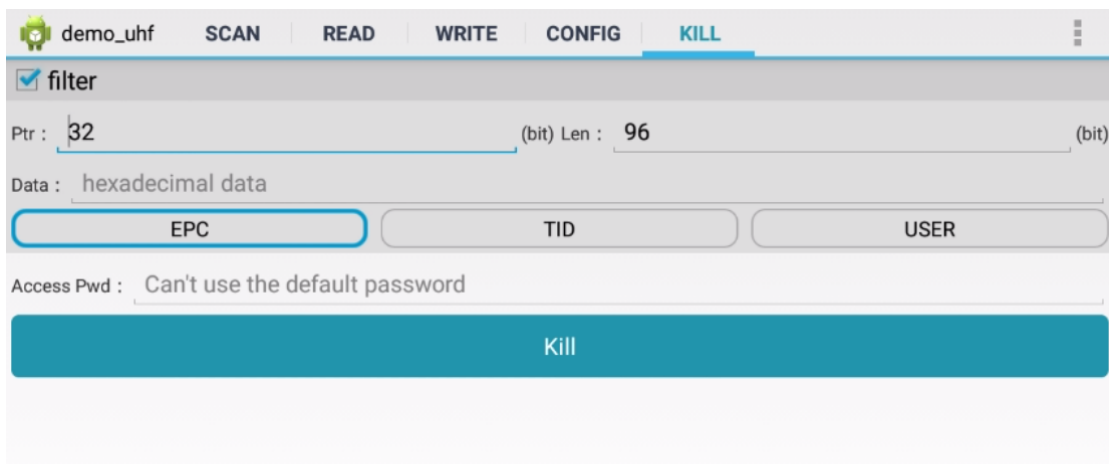 demo_uhf SCAN READ WRITE CONFIG KILL
filter
Ptr : 32 (bit) Len : 96 (bit)
Data : hexadecimal data
EPC TID USER
Access Pwd : Can't use the default password
Kill